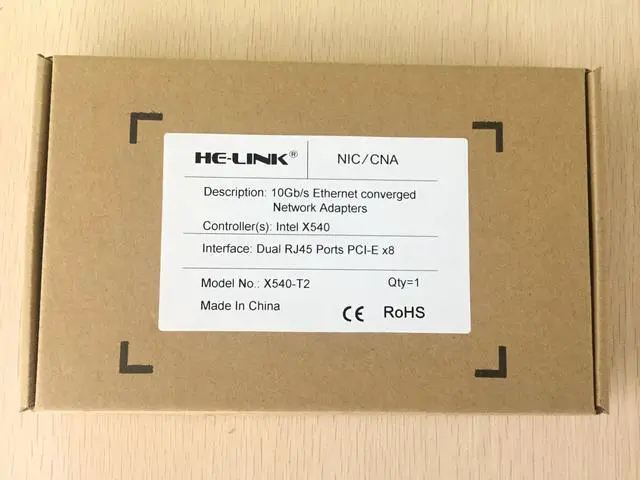 HE-LINK® NIC/CNA
Description: 10Gb/s Ethernet converged
Network Adapters
Controller(s): Intel X540
Interface: Dual RJ45 Ports PCI-E x8
Model No.: X540-T2 Qty=1
Made In China
CE RoHS